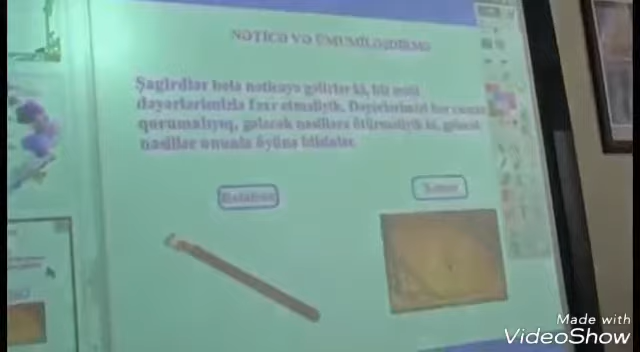 NƏTİCƏ VƏ ÜMUMİLƏŞDİRMƏ
Şagirdlər belə nəticəyə gəlirlər ki, biz milli
dəyərlərimizlə fəxr etməliyik. Dəyərlərimizi hər zaman
qorumalıyıq, gələcək nəsillərə ötürməliyik ki, gələcək
nəsillər onunla öyünə bilsinlər.
Balaban
Made with
VideoShow